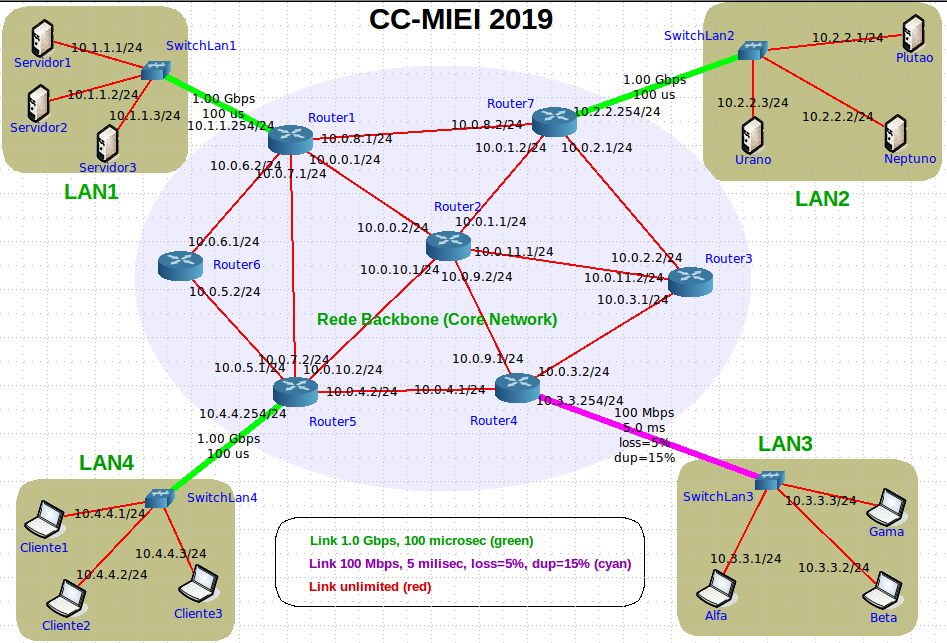 CC-MIEI 2019
Servidor1
10.1.1.1/24
SwitchLan1
10.1.1.2/24
Servidor2
10.1.1.3/24
Servidor3
LAN1
1.00 Gbps
100 us
10.1.1.254/24
Router1
10.0.8.1/24
10.0.0.1/24
10.0.6.2/24
10.0.7.1/24
Router7
10.0.8.2/24
10.2.2.254/24
10.0.1.2/24
10.0.2.1/24
1.00 Gbps
100 us
SwitchLan2
10.2.2.1/24
Plutao
10.2.2.3/24
10.2.2.2/24
Urano
Neptuno
LAN2
Router2
10.0.0.2/24
10.0.1.1/24
10.0.11.1/24
10.0.10.1/24
10.0.9.2/24
10.0.6.1/24
Router6
10.0.5.2/24
Router3
10.0.2.2/24
10.0.11.2/24
10.0.3.1/24
Rede Backbone (Core Network)
10.0.7.2/24
10.0.5.1/24
10.0.10.2/24
10.0.4.2/24
Router5
10.4.4.254/24
1.00 Gbps
100 us
10.0.9.1/24
10.0.3.2/24
10.0.4.1/24
Router4
10.3.3.254/24
100 Mbps
5.0 ms
loss=5%
dup=15%
LAN4
SwitchLan4
10.4.4.1/24
Cliente1
10.4.4.3/24
10.4.4.2/24
Cliente2
Cliente3
LAN3
SwitchLan3
10.3.3.3/24
Gama
10.3.3.1/24
10.3.3.2/24
Alfa
Beta
Link 1.0 Gbps, 100 microsec (green)
Link 100 Mbps, 5 milisec, loss=5%, dup=15% (cyan)
Link unlimited (red)